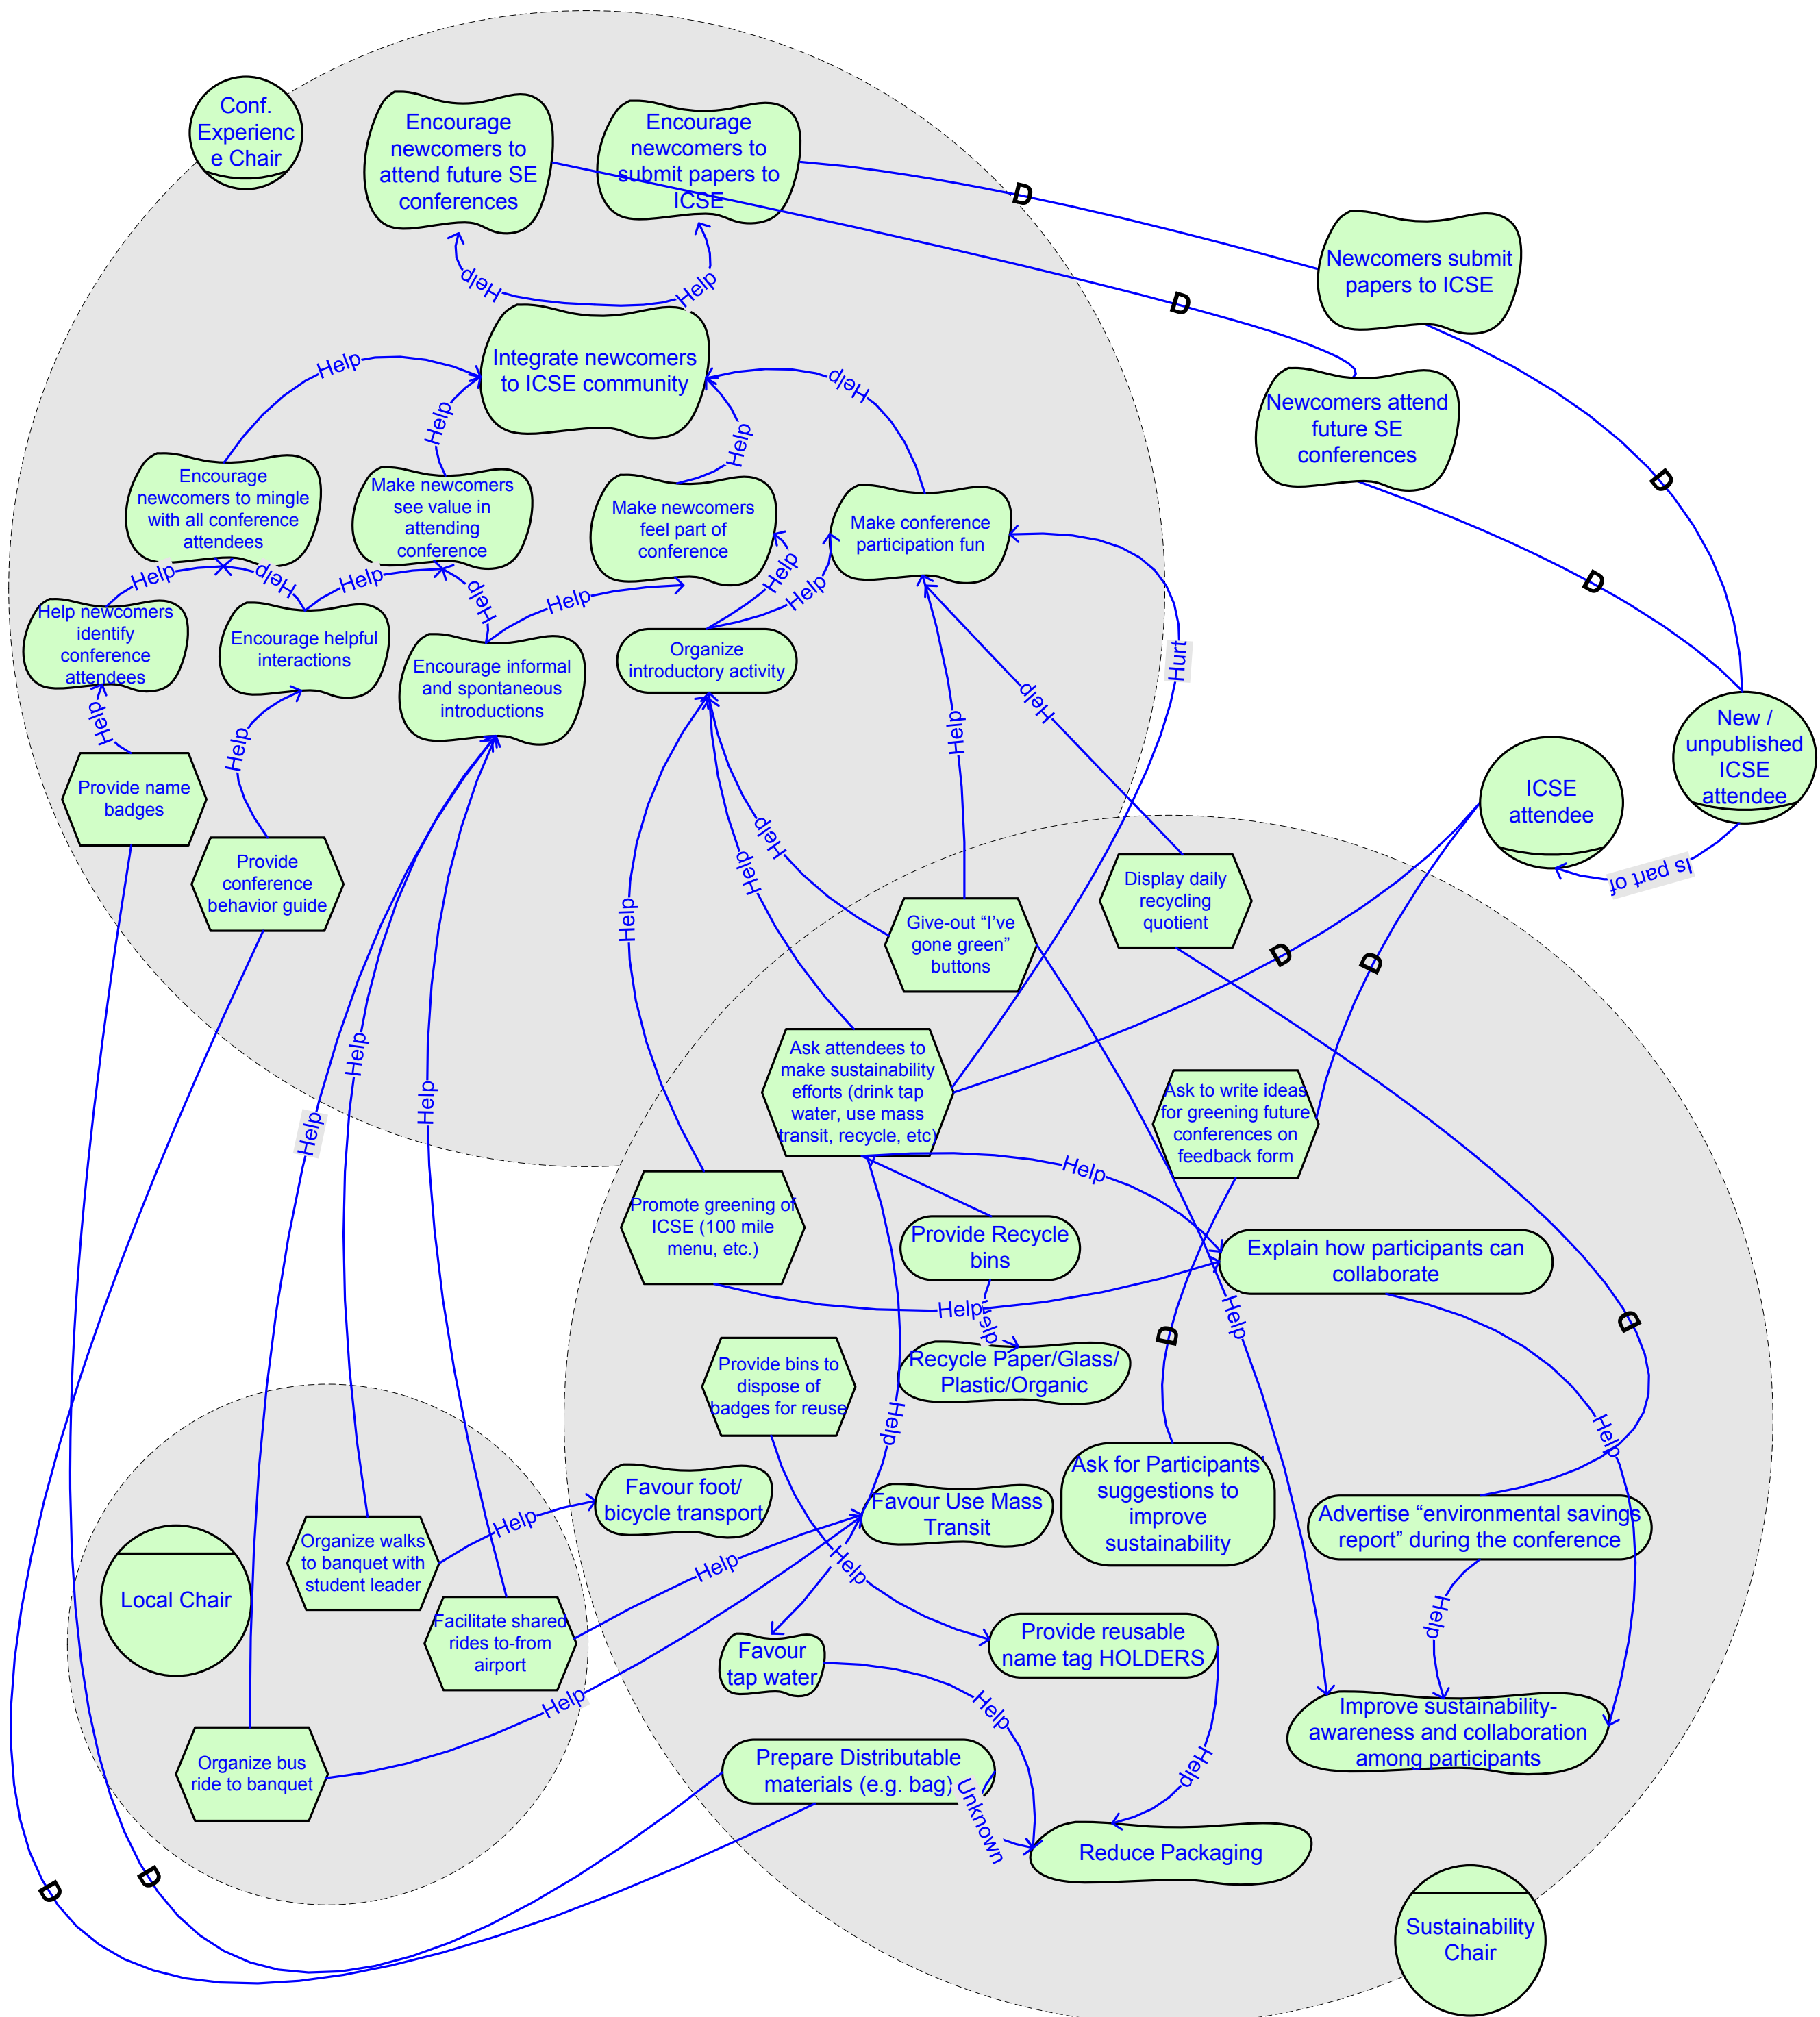 Conf.
Experienc
e Chair
Encourage
newcomers to
attend future SE
conferences
Encourage
newcomers to
submit papers to
ICSE
D
Newcomers submit
papers to ICSE
Help
Help
D
Integrate newcomers
to ICSE community
Help
Help
Newcomers attend
future SE
conferences
Help
Help
D
Encourage
newcomers to mingle
with all conference
attendees
Make newcomers
see value in
attending
conference
Make newcomers
feel part of
conference
Make conference
participation fun
Help
Help
Help
Help
Help
Help
Help
D
Help newcomers
identify
conference
attendees
Encourage helpful
interactions
Encourage informal
and spontaneous
introductions
Organize
introductory activity
Hurt
Help
Help
Help
Help
New /
unpublished
ICSE
attendee
ICSE
attendee
Is part of
Provide name
badges
Provide
conference
behavior guide
Help
Help
Help
Display daily
recycling
quotient
Give-out “I’ve
gone green”
buttons
D
D
Help
Help
Help
Ask attendees to
make sustainability
efforts (drink tap
water, use mass
transit, recycle, etc)
Ask to write ideas
for greening future
conferences on
feedback form
Help
Promote greening of
ICSE (100 mile
menu, etc.)
Provide Recycle
bins
Explain how participants can
collaborate
Help
Help
Help
D
D
Provide bins to
dispose of
badges for reuse
Recycle Paper/Glass/
Plastic/Organic
Help
Help
Favour foot/
bicycle transport
Favour Use Mass
Transit
Ask for Participants’
suggestions to
improve
sustainability
Advertise “environmental savings
report” during the conference
Organize walks
to banquet with
student leader
Help
Help
Help
Local Chair
Facilitate shared
rides to-from
airport
Help
Favour
tap water
Provide reusable
name tag HOLDERS
Help
Help
Improve sustainability-
awareness and collaboration
among participants
Organize bus
ride to banquet
Prepare Distributable
materials (e.g. bag)
Help
Unknown
Reduce Packaging
D
D
Sustainability
Chair